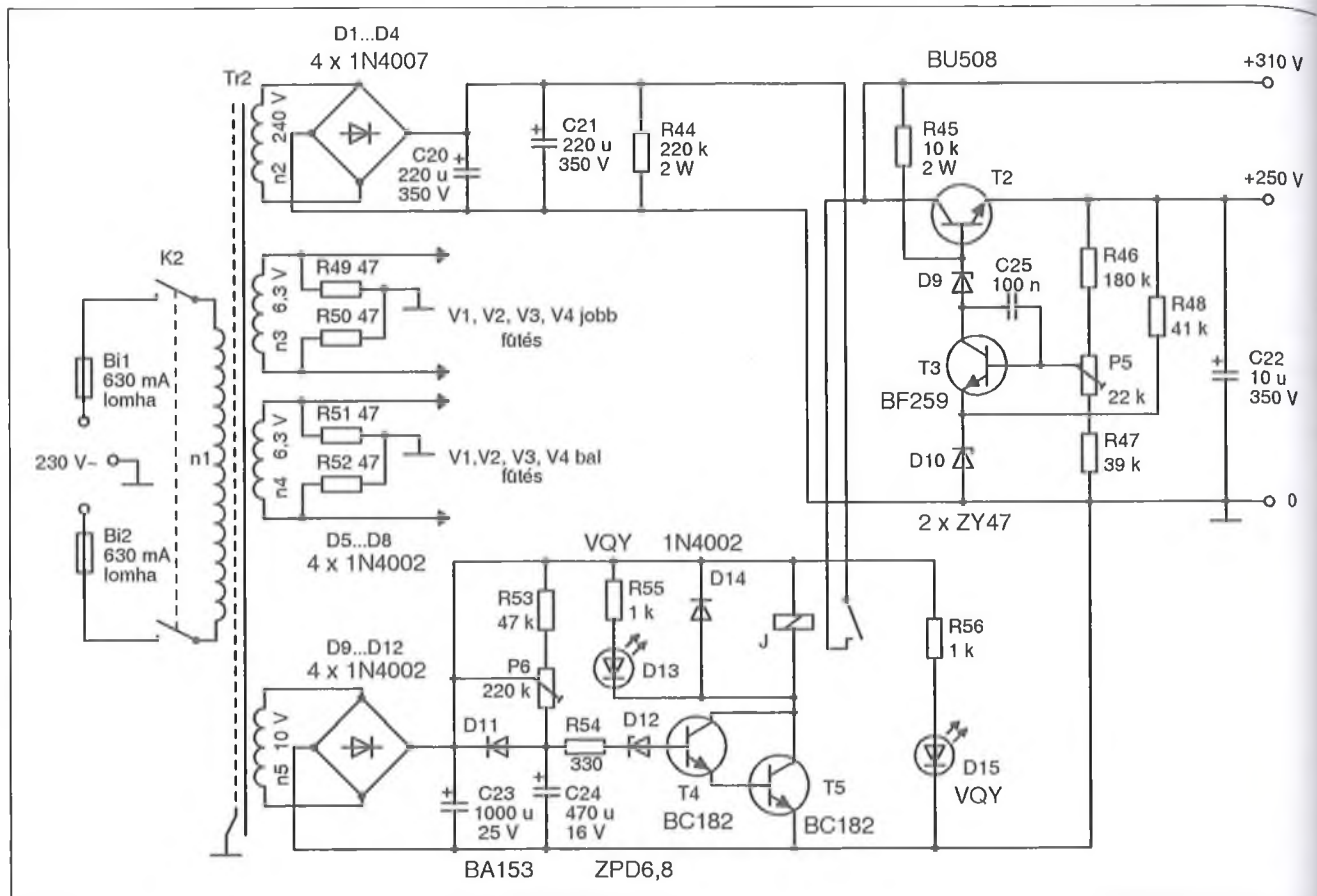 D1...D4
4 x 1N4007
Tr2
240 V
n2
C20
220 u
350 V
C21
220 u
350 V
R44
220 k
2 W
BU508
+310 V
R45
10 k
2 W
T2
+250 V
R46
180 k
D9
C25
100 n
R48
41 k
T3
BF259
P5
22 k
C22
10 u
350 V
D10
R47
39 k
0
2 x ZY47
K2
6,3 V
n3
R49 47
R50 47
V1, V2, V3, V4 jobb
fűtés
Bi1
630 mA
lomha
230 V~
n1
6,3 V
n4
R51 47
R52 47
V1,V2, V3, V4 bal
fűtés
Bi2
630 mA
lomha
D5...D8
4 x 1N4002
VQY
1N4002
R53
47 k
R55
1 k
D14
J
R56
1 k
D9...D12
4 x 1N4002
P6
220 k
D13
10 V
n5
D11
R54
330
D12
D15
VQY
T4
BC182
T5
BC182
C23
1000 u
25 V
C24
470 u
16 V
BA153
ZPD6,8